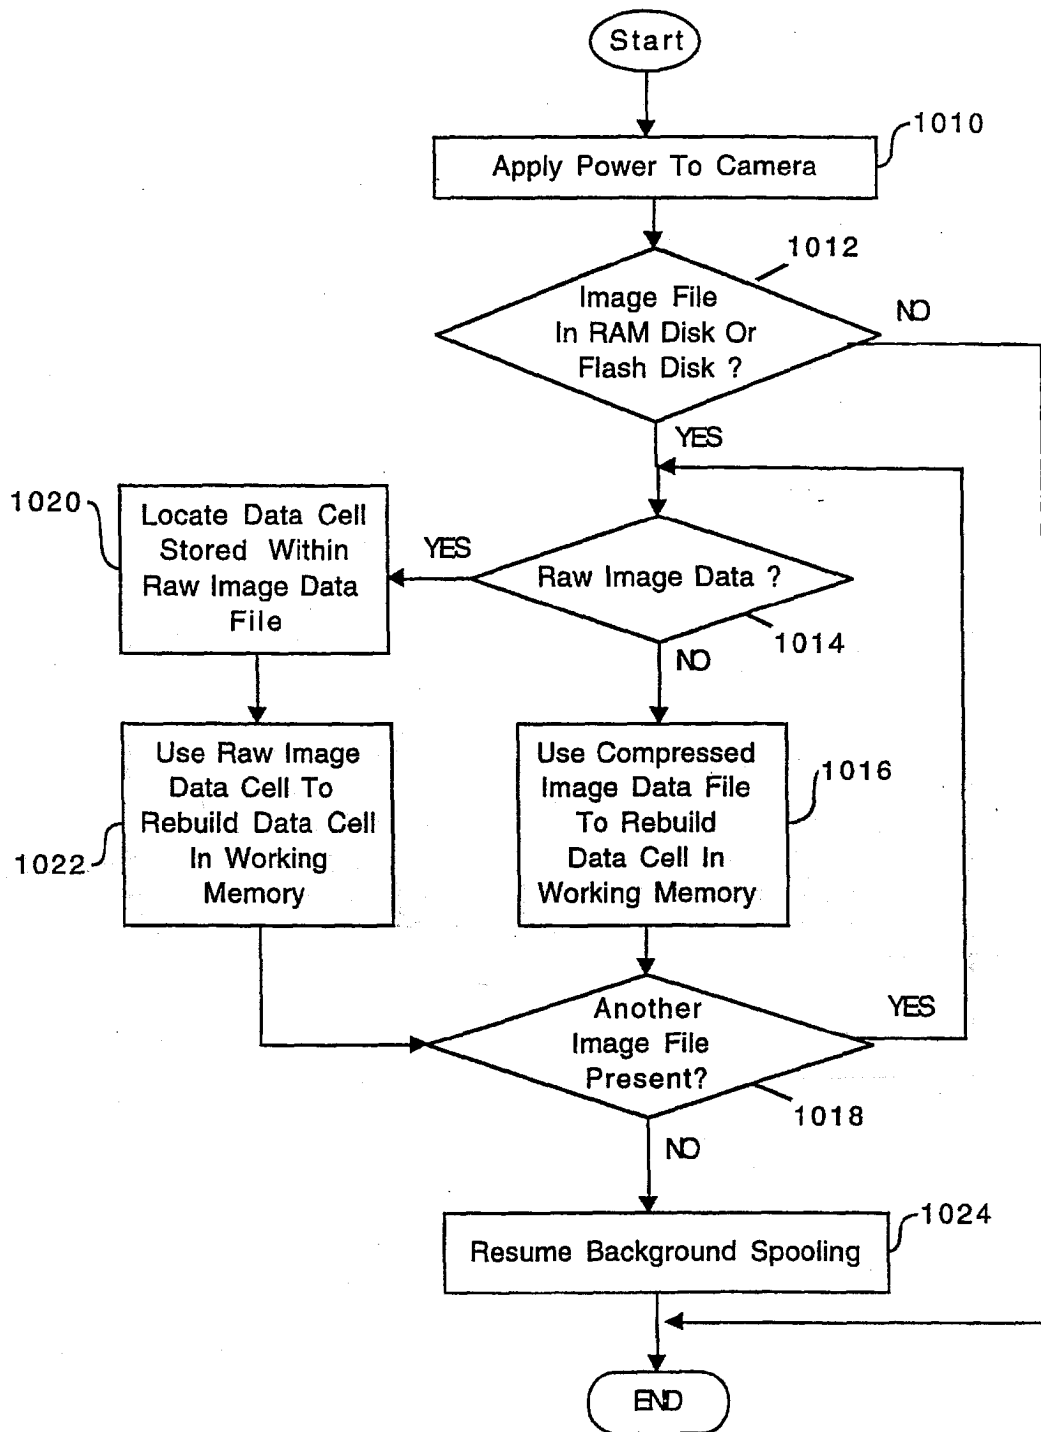 Start
1010
Apply Power To Camera
1012
Image File
In RAM Disk Or
Flash Disk ?
NO
YES
1020
Locate Data Cell
Stored Within
Raw Image Data
File
YES
Raw Image Data ?
1014
NO
Use Raw Image
Data Cell To
Rebuild Data Cell
In Working
Memory
1022
Use Compressed
Image Data File
To Rebuild
Data Cell In
Working Memory
1016
Another
Image File
Present?
YES
1018
NO
1024
Resume Background Spooling
END